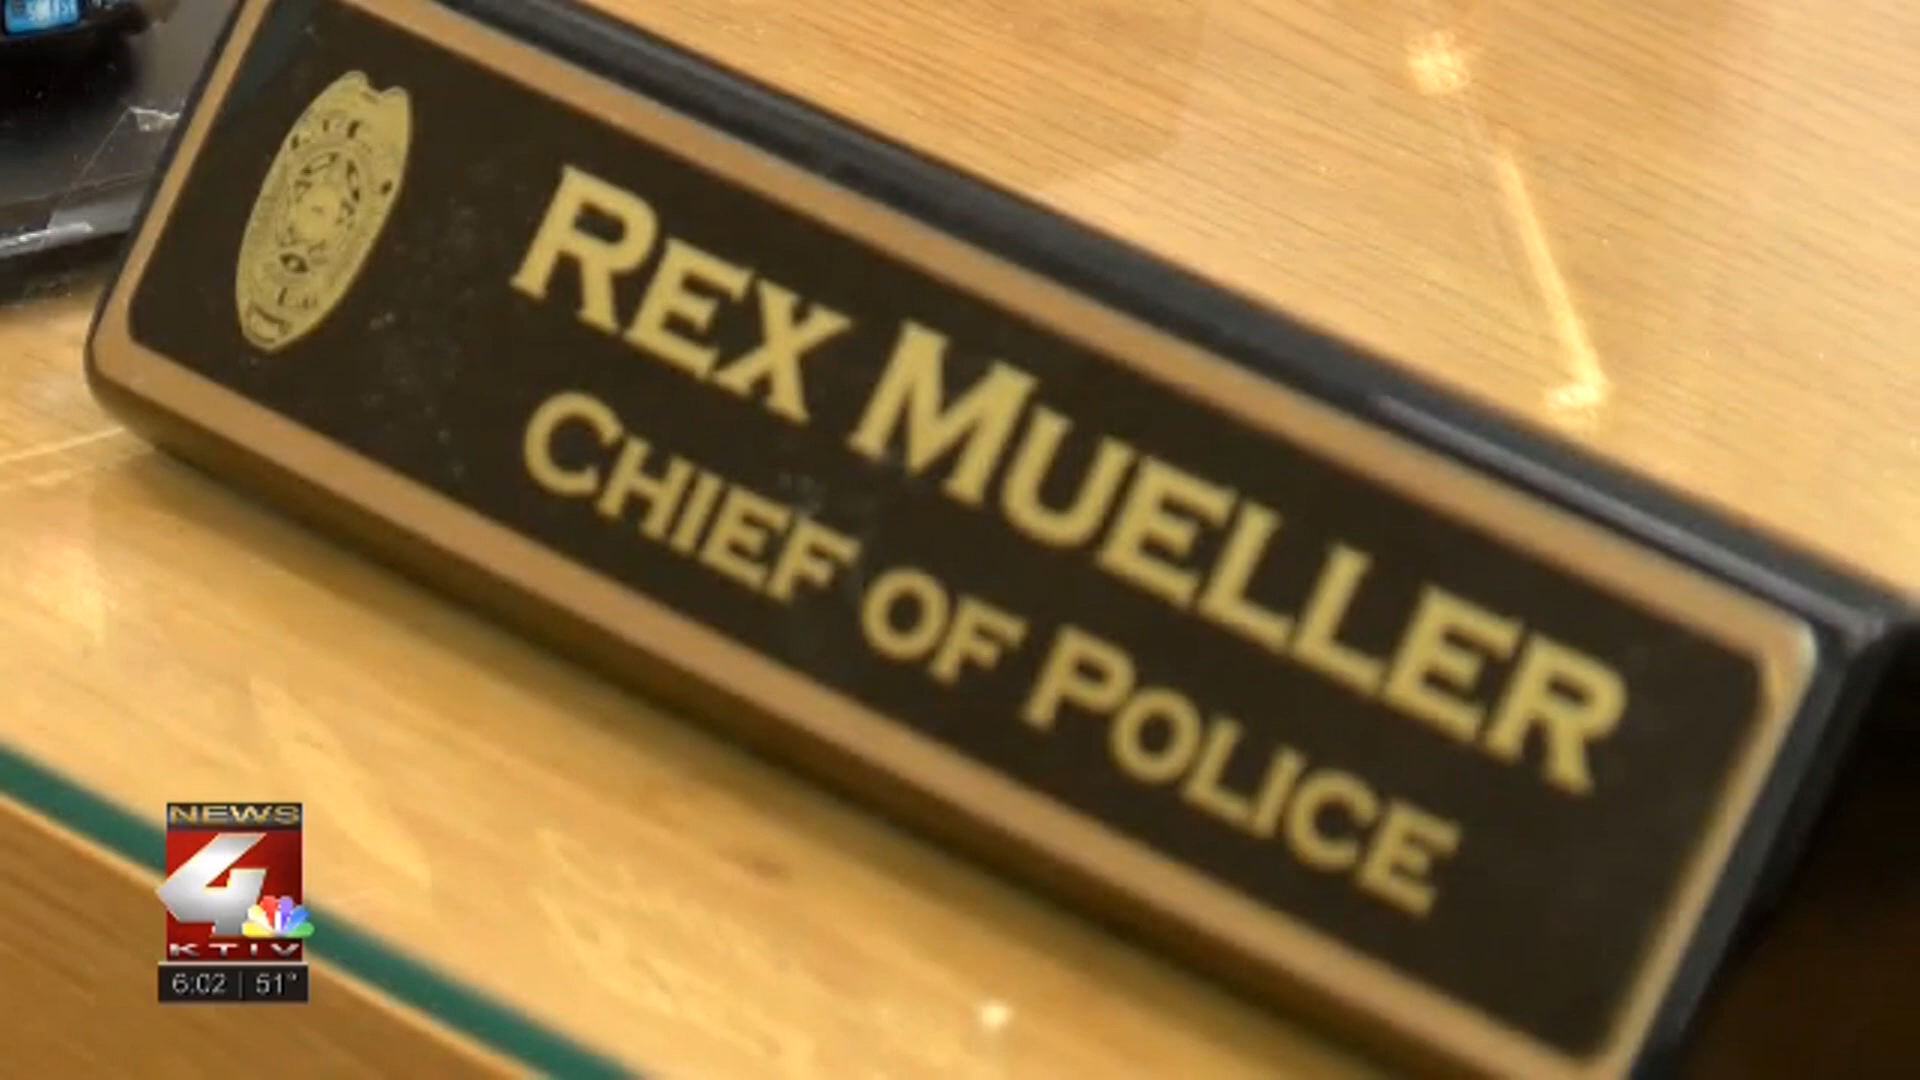 REX MUELLER
CHIEF OF POLICE
NEWS
4
KTIV
6:02 | 51°